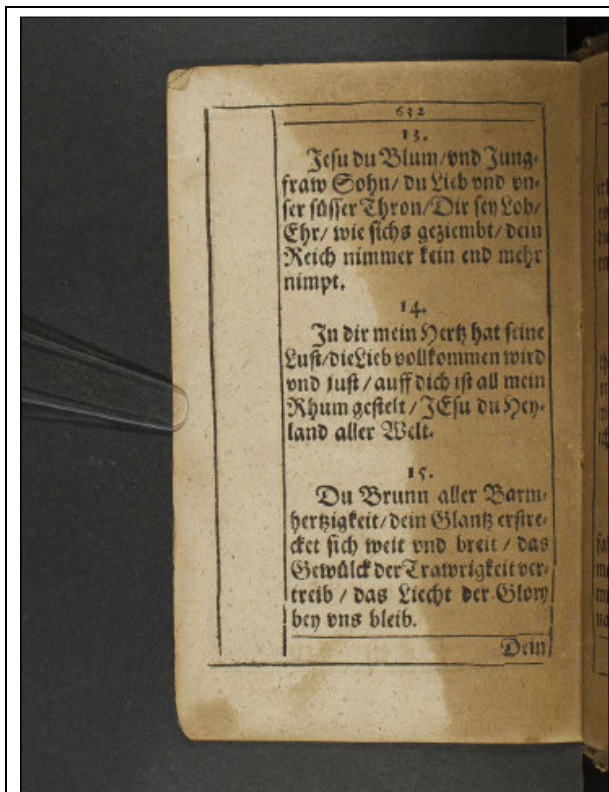 632
13.
Jesu du Blum/vnd Jung-
fraw Sohn/ du Lieb vnd vn-
ser süsser Thron/Dir sey Lob/
Ehr/ wie sichs geziembt/ dein
Reich nimmer kein end mehr
nimpt.
14.
In dir mein Hertz hat seine
Lust/die Lieb vollkommen wird
vnd just / auff dich ist all mein
Rhum gestelt / JEsu du Hey-
land aller Welt.
15.
Du Brunn aller Barm-
hertzigkeit/dein Glantz erstre-
cket sich weit vnd breit / das
Gewülck der Trawrigkeit ver-
treib / das Liecht der Glory
bey vns bleib.
Dein